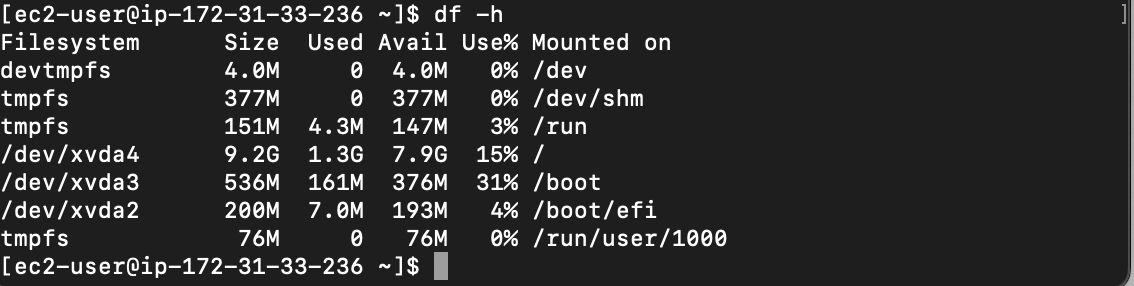 [ec2-user@ip-172-31-33-236 ~]$ df -h
Filesystem      Size  Used Avail Use% Mounted on
devtmpfs        4.0M     0  4.0M   0% /dev
tmpfs           377M     0  377M   0% /dev/shm
tmpfs           151M  4.3M  147M   3% /run
/dev/xvda4      9.2G  1.3G  7.9G  15% /
/dev/xvda3      536M  161M  376M  31% /boot
/dev/xvda2      200M  7.0M  193M   4% /boot/efi
tmpfs            76M     0   76M   0% /run/user/1000
[ec2-user@ip-172-31-33-236 ~]$